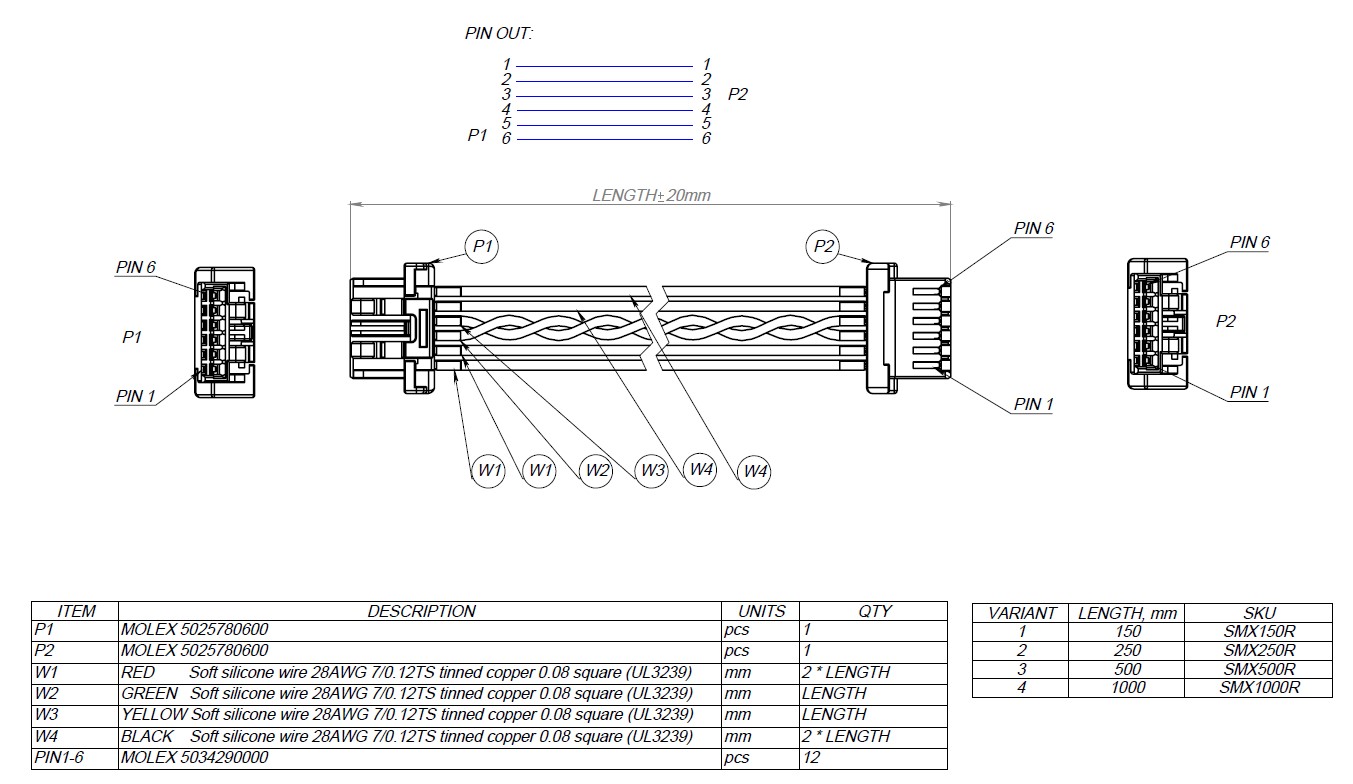 PIN OUT:
1 1
2 2
3 3 P2
4 4
5 5
P1 6 6
LENGTH±20mm
P1
P2
PIN 6
PIN 6
PIN 6
P1
P2
PIN 1
PIN 1
PIN 1
W1 W1 W2 W3 W4 W4
ITEM DESCRIPTION UNITS QTY
P1 MOLEX 5025780600 pcs 1
P2 MOLEX 5025780600 pcs 1
W1 RED Soft silicone wire 28AWG 7/0.12TS tinned copper 0.08 square (UL3239) mm 2 * LENGTH
W2 GREEN Soft silicone wire 28AWG 7/0.12TS tinned copper 0.08 square (UL3239) mm LENGTH
W3 YELLOW Soft silicone wire 28AWG 7/0.12TS tinned copper 0.08 square (UL3239) mm LENGTH
W4 BLACK Soft silicone wire 28AWG 7/0.12TS tinned copper 0.08 square (UL3239) mm 2 * LENGTH
PIN1-6 MOLEX 5034290000 pcs 12
VARIANT LENGTH, mm SKU
1 150 SMX150R
2 250 SMX250R
3 500 SMX500R
4 1000 SMX1000R